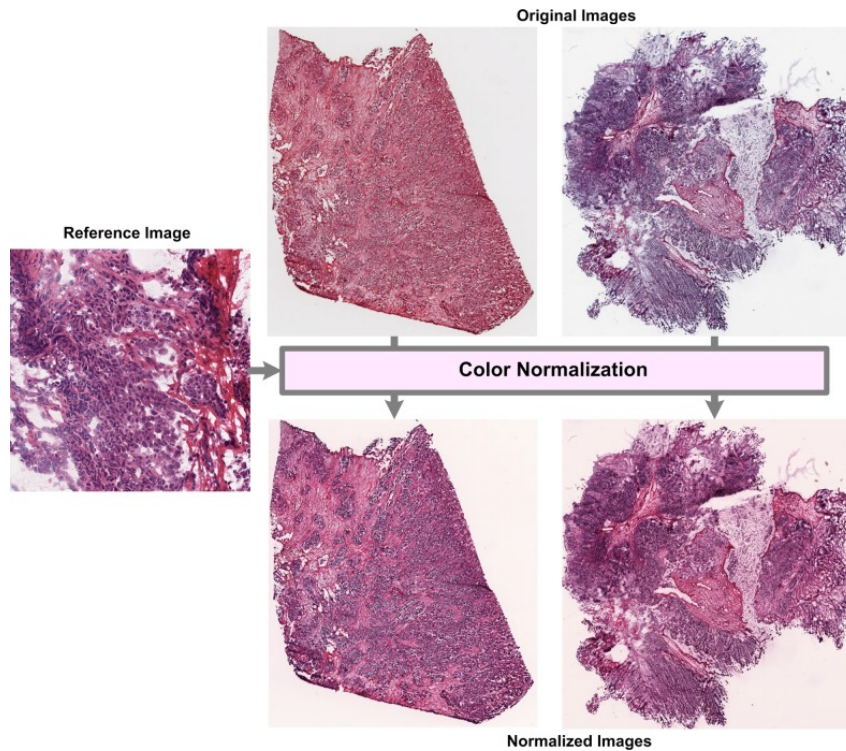 Original Images
Reference Image
Color Normalization
Normalized Images